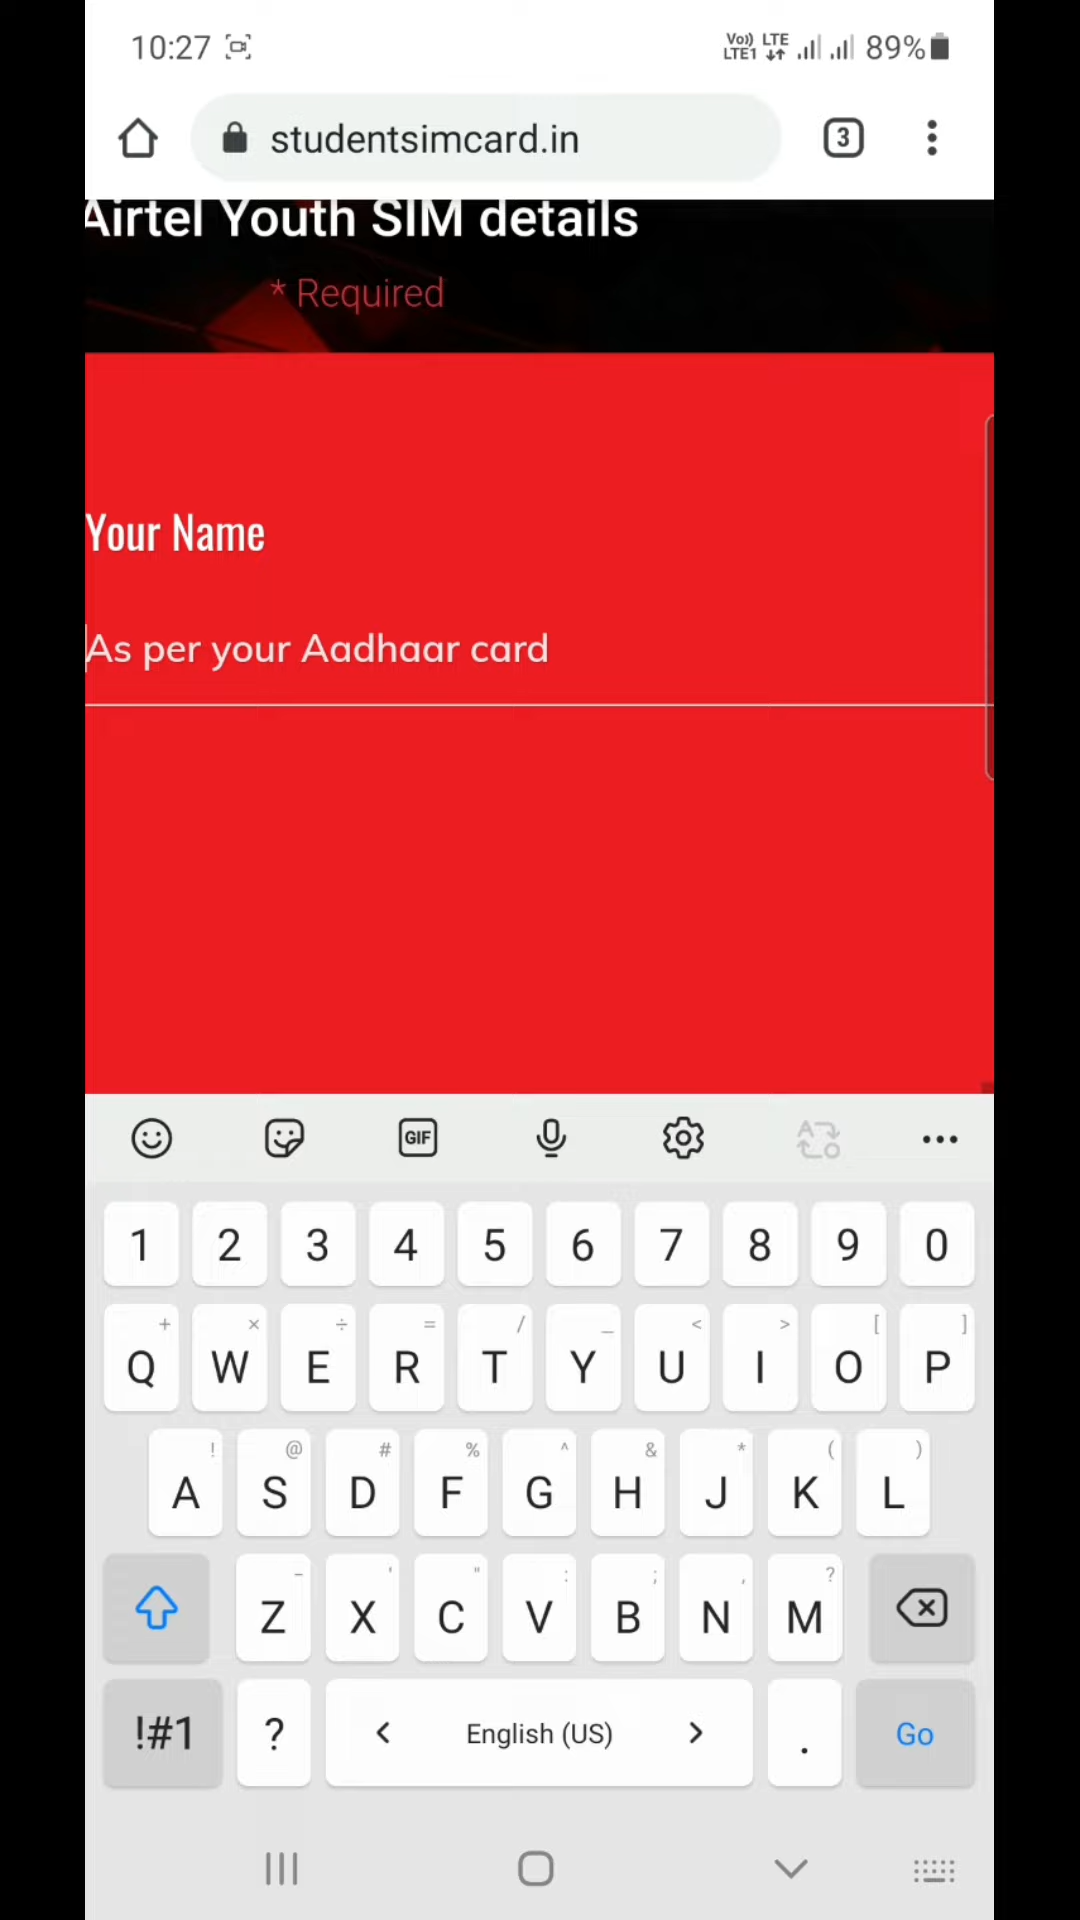 10:27 Vo)) LTE LTE1 89%
studentsimcard.in 3
Airtel Youth SIM details
* Required
Your Name
As per your Aadhaar card
GIF
1 2 3 4 5 6 7 8 9 0
+ × ÷ = / _ < > [ ]
Q W E R T Y U I O P
! @ # % ^ & * ( )
A S D F G H J K L
- ' " : ; , ?
Z X C V B N M
!#1 ? < English (US) > . Go